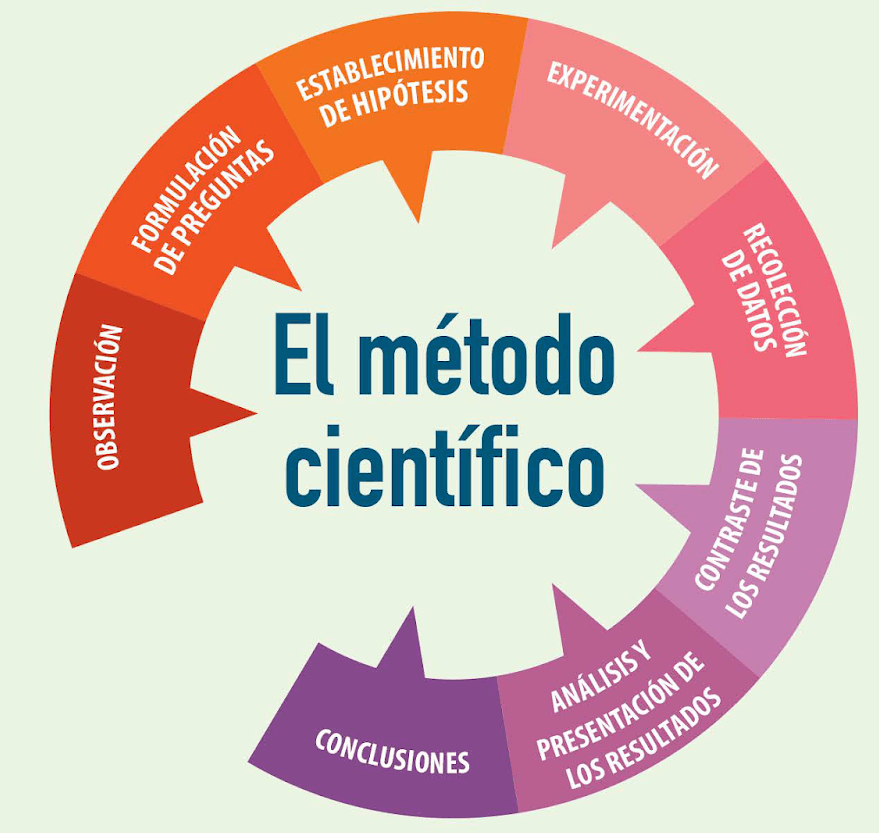 El método
científico
OBSERVACIÓN
FORMULACIÓN
DE PREGUNTAS
ESTABLECIMIENTO
DE HIPÓTESIS
EXPERIMENTACIÓN
RECOLECCIÓN
DE DATOS
CONTRASTE DE
LOS RESULTADOS
ANÁLISIS Y
PRESENTACIÓN DE
LOS RESULTADOS
CONCLUSIONES